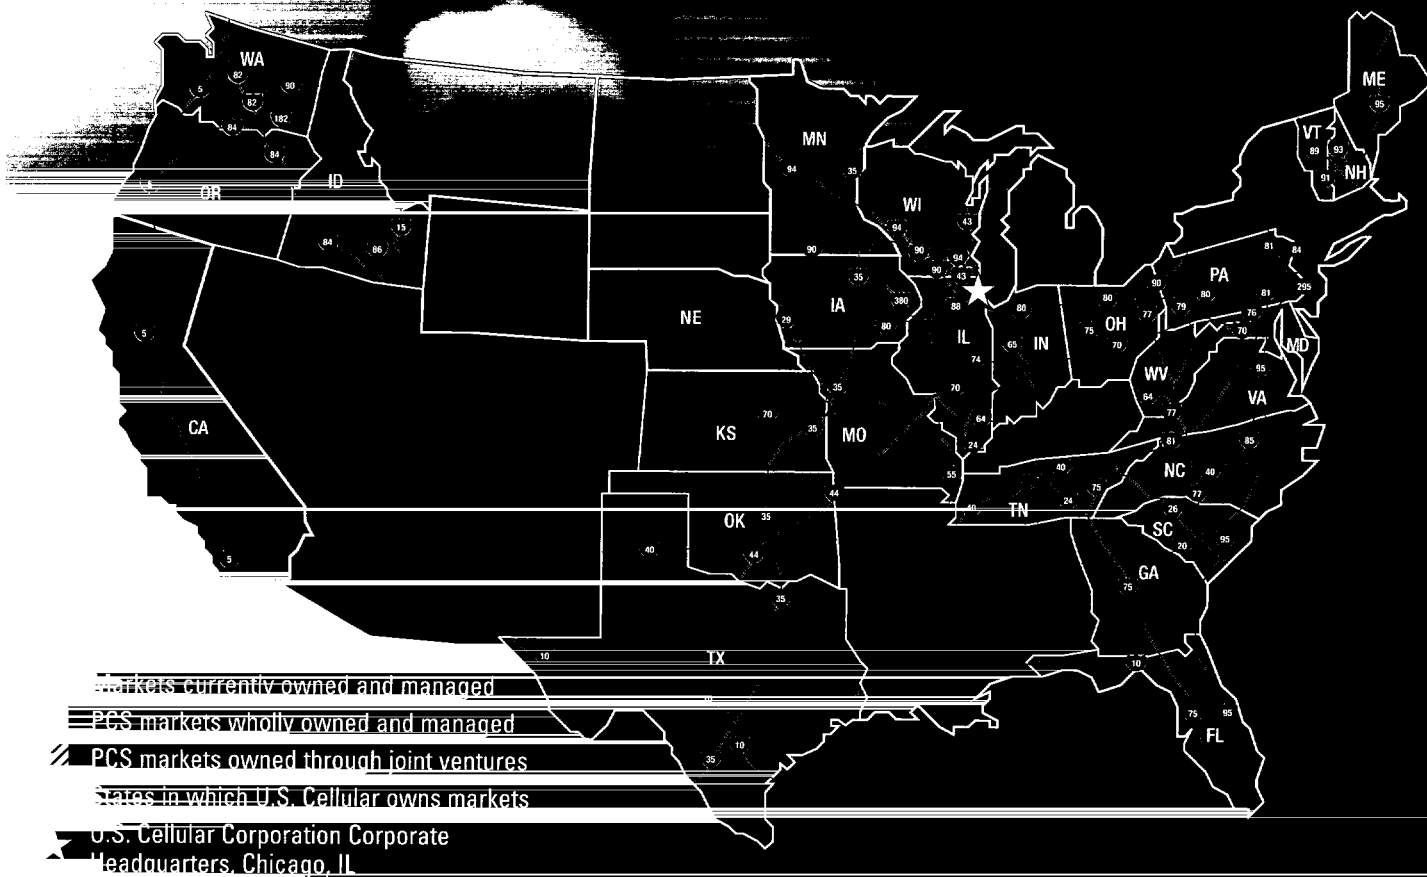 WA
82
5
90
82
182
84
84
OR
ID
15
84
86
5
CA
5
MN
94
35
90
WI
43
94
90
94
90
43
ME
95
VT
89
93
91
NH
NE
IA
35
380
29
80
88
IL
74
70
64
24
80
65
IN
80
75
OH
77
70
90
81
84
PA
80
79
81
295
76
70
MD
WV
64
77
95
VA
KS
70
35
35
MO
55
44
81
85
NC
40
77
40
75
24
40
TN
26
SC
20
95
GA
75
OK
35
44
40
35
10
TX
10
35
10
75
95
FL
Markets currently owned and managed
PCS markets wholly owned and managed
PCS markets owned through joint ventures
States in which U.S. Cellular owns markets
U.S. Cellular Corporation Corporate
Headquarters, Chicago, IL